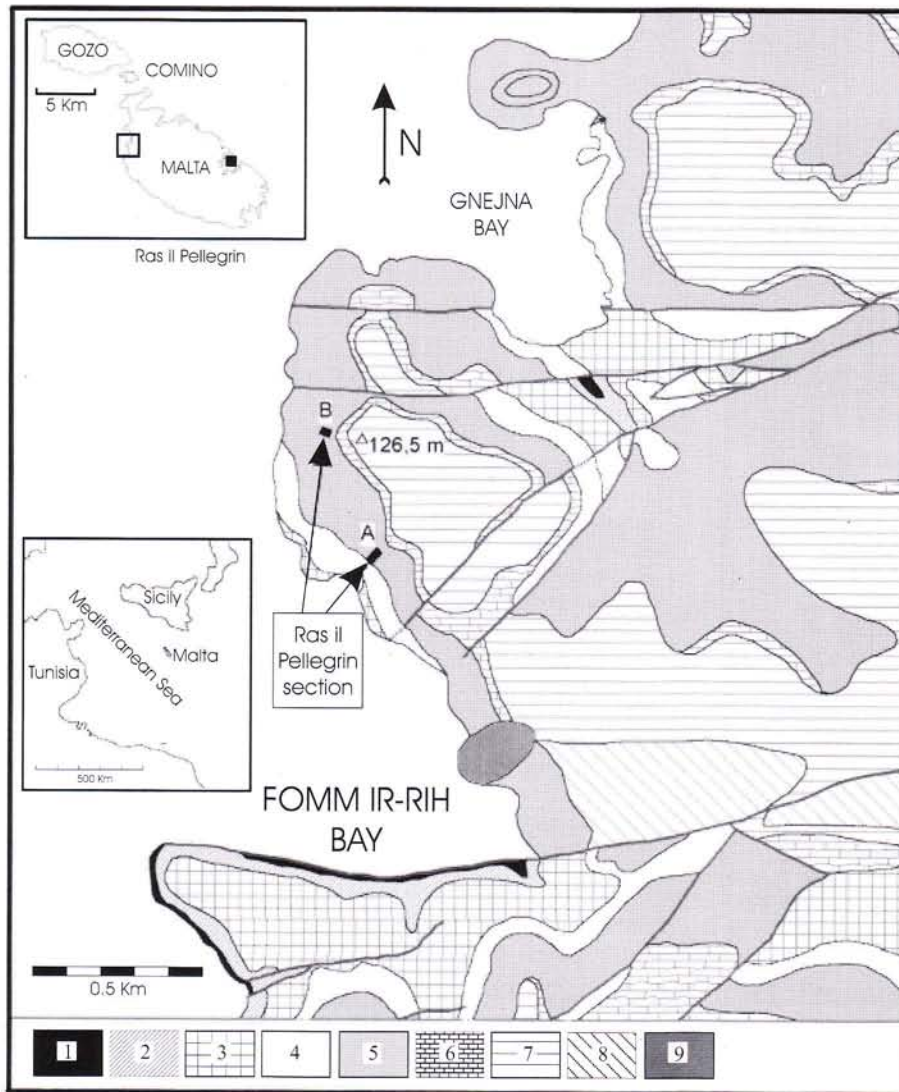 GOZO
COMINO
5 Km
MALTA
Ras il Pellegrin
N
GNEJNA
BAY
B
126,5 m
A
Ras il
Pellegrin
section
Sicily
Mediterranean Sea
Malta
Tunisia
500 Km
FOMM IR-RIH
BAY
0.5 Km
1 2 3 4 5 6 7 8 9